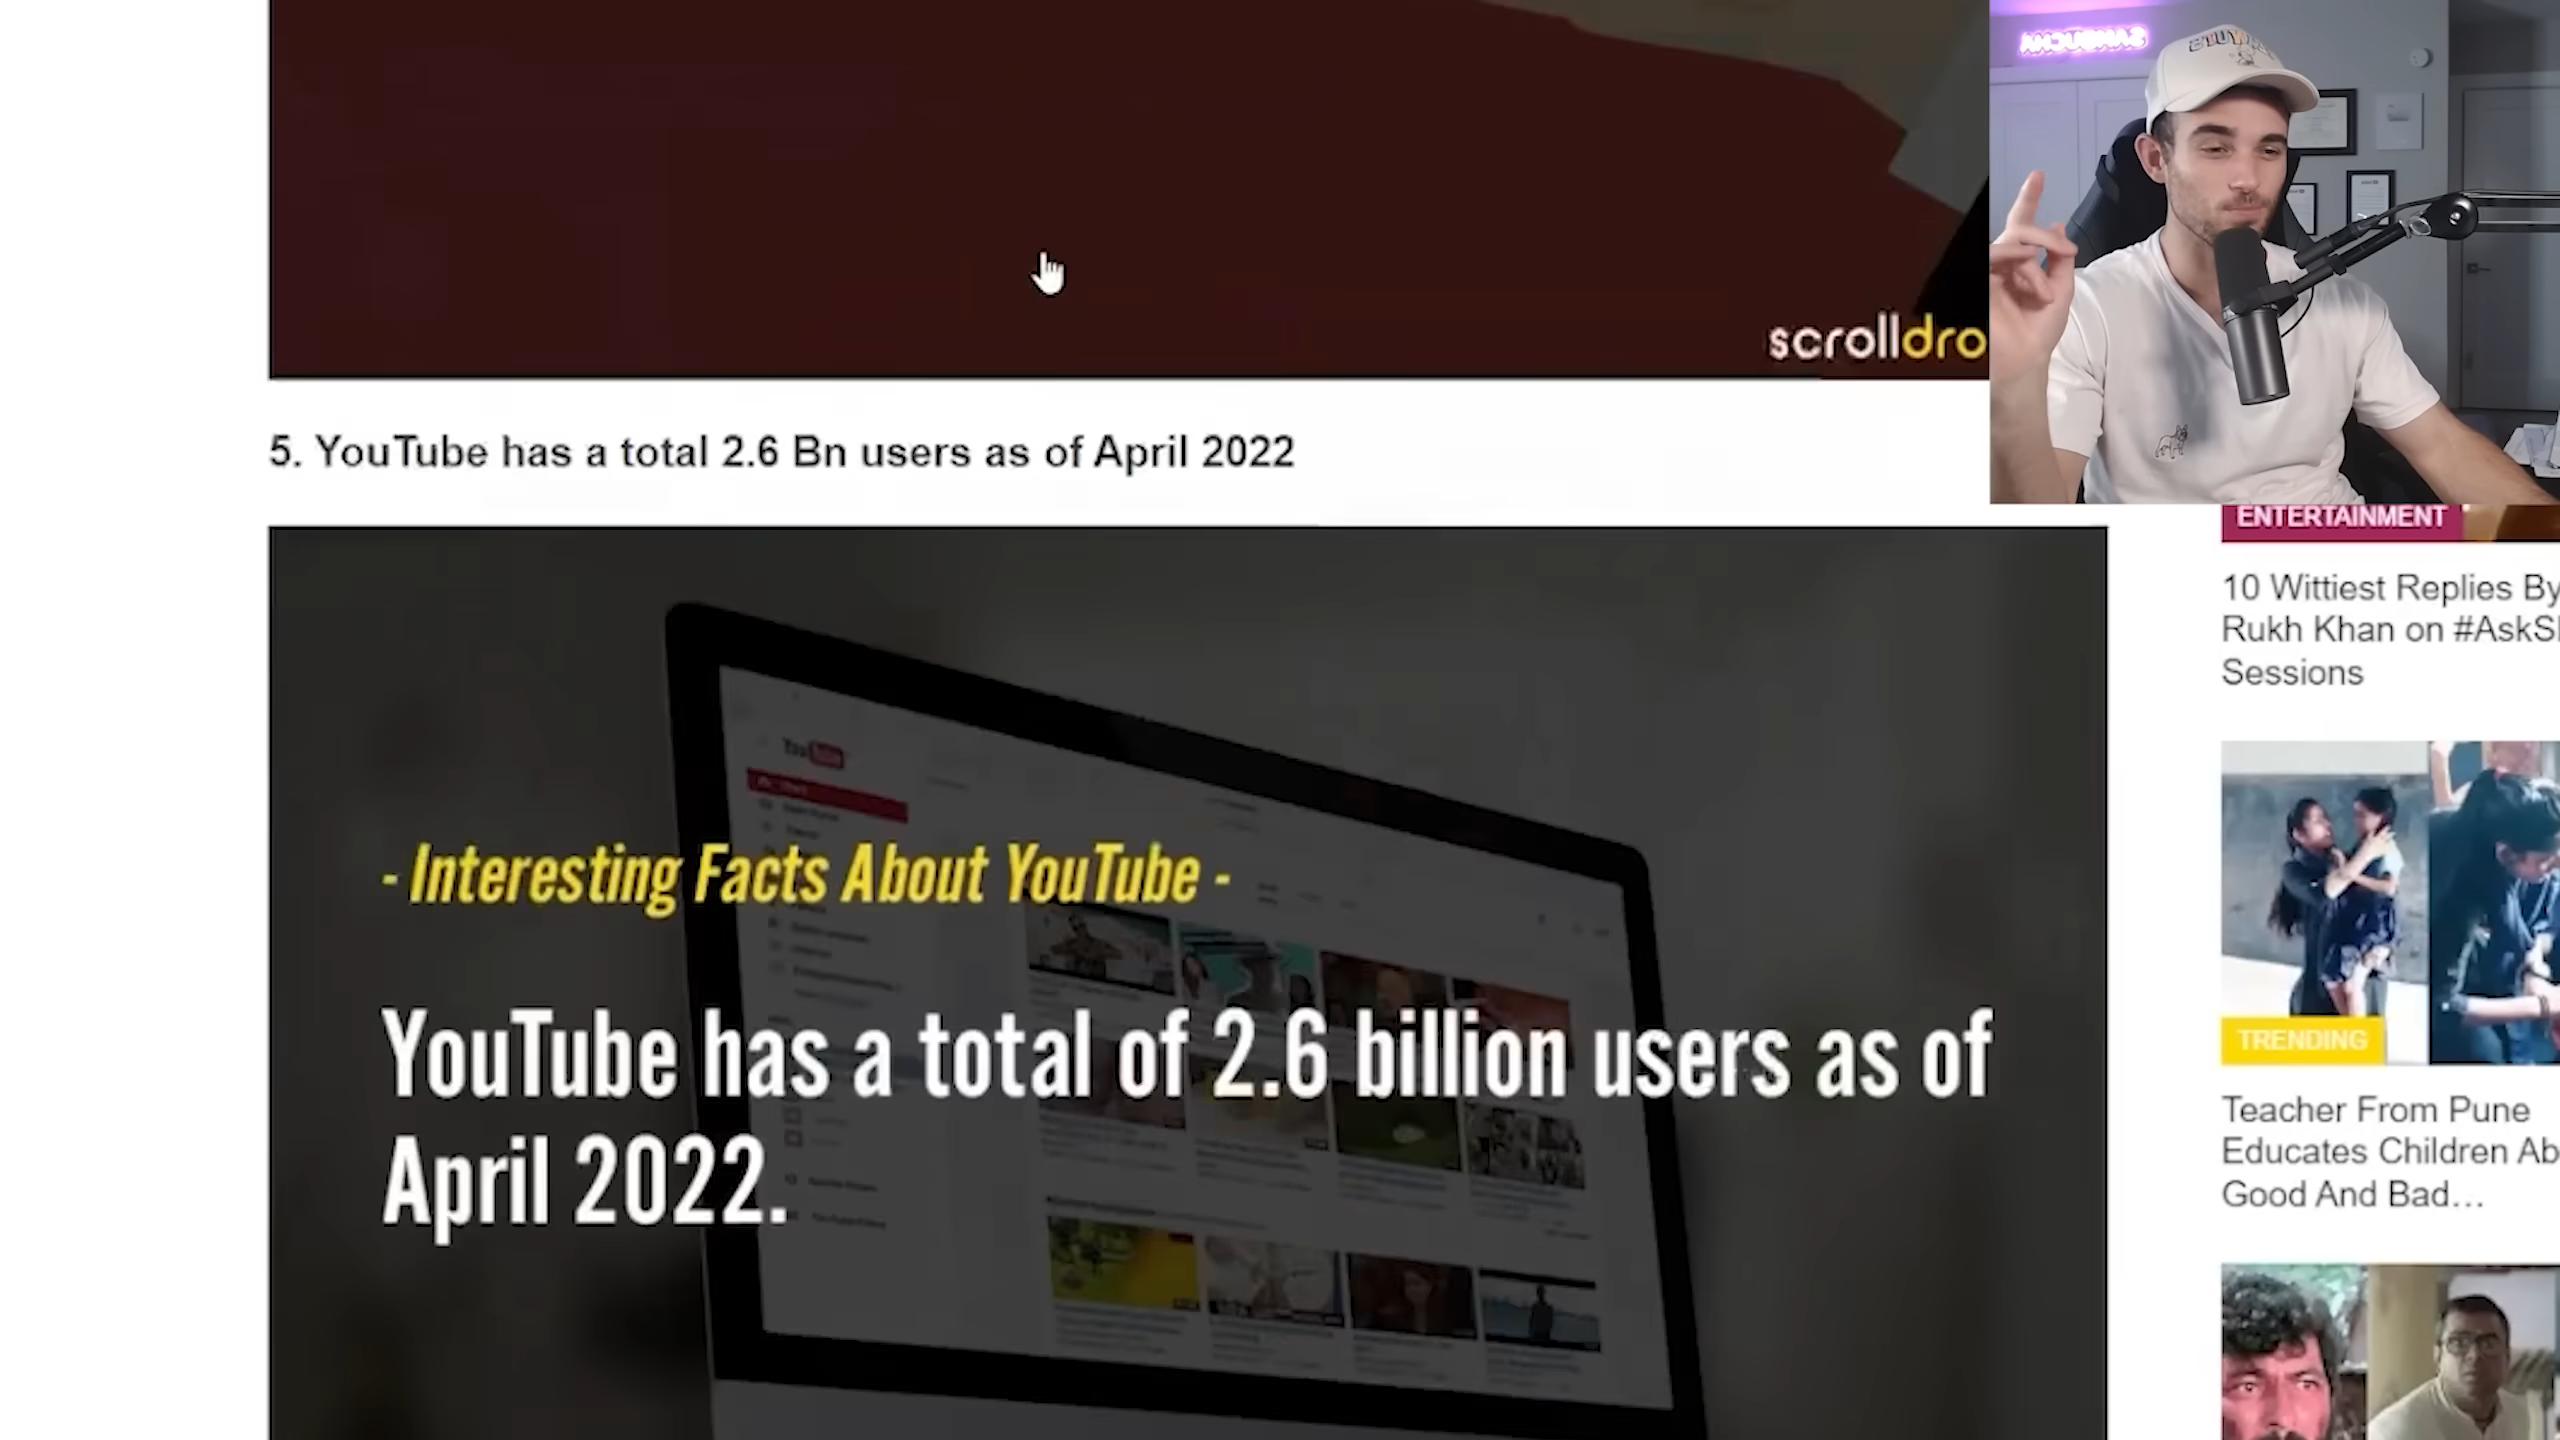 scrolldro
5. YouTube has a total 2.6 Bn users as of April 2022
- Interesting Facts About YouTube -
YouTube has a total of 2.6 billion users as of
April 2022.
YouTube
ENTERTAINMENT
10 Wittiest Replies By
Rukh Khan on #AskS
Sessions
TRENDING
Teacher From Pune
Educates Children Ab
Good And Bad…